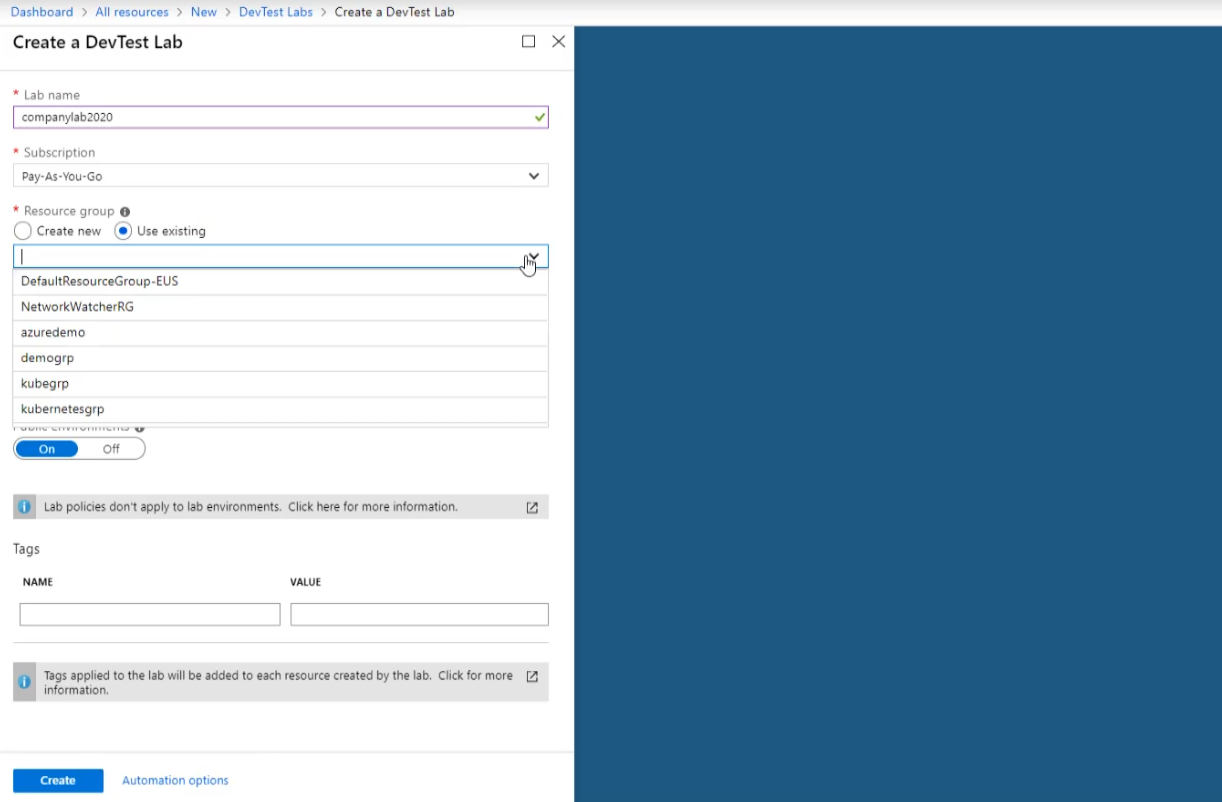 Dashboard > All resources > New > DevTest Labs > Create a DevTest Lab
Create a DevTest Lab
* Lab name
companylab2020
* Subscription
Pay-As-You-Go
* Resource group
Create new Use existing
DefaultResourceGroup-EUS
NetworkWatcherRG
azuredemo
demogrp
kubegrp
kubernetesgrp
Public environments
On Off
Lab policies don't apply to lab environments. Click here for more information.
Tags
NAME VALUE
Tags applied to the lab will be added to each resource created by the lab. Click for more
information.
Create Automation options